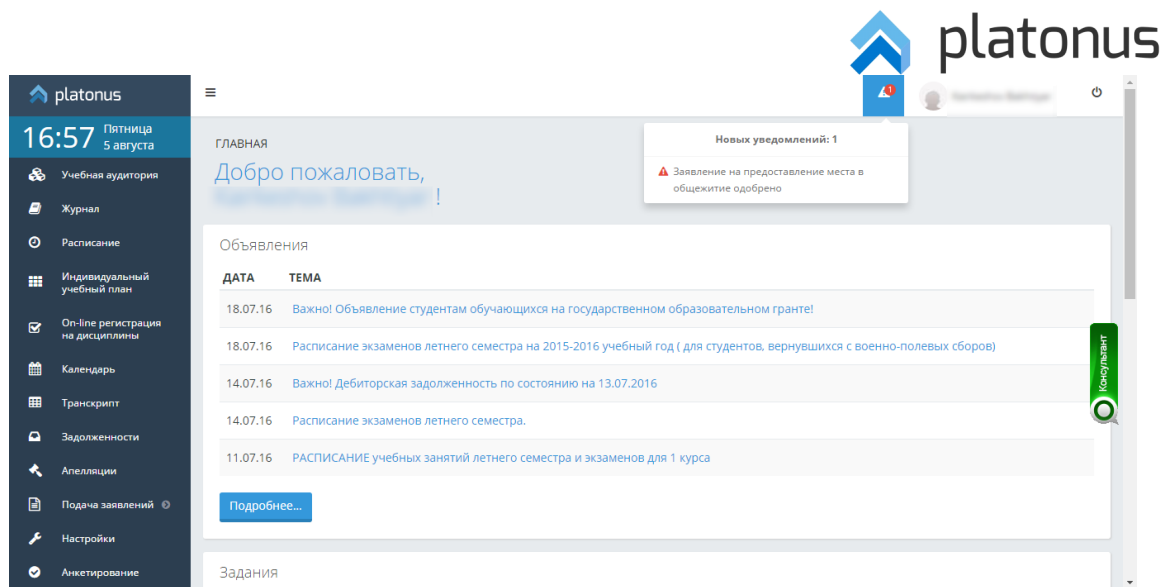 platonus
platonus
16:57 Пятница
5 августа
Учебная аудитория
Журнал
Расписание
Индивидуальный
учебный план
On-line регистрация
на дисциплины
Календарь
Транскрипт
Задолженности
Апелляции
Подача заявлений
Настройки
Анкетирование
1
Новых уведомлений: 1
Заявление на предоставление места в
общежитие одобрено
ГЛАВНАЯ
Добро пожаловать,
!
Объявления
ДАТА ТЕМА
18.07.16 Важно! Объявление студентам обучающихся на государственном образовательном гранте!
18.07.16 Расписание экзаменов летнего семестра на 2015-2016 учебный год ( для студентов, вернувшихся с военно-полевых сборов)
14.07.16 Важно! Дебиторская задолженность по состоянию на 13.07.2016
14.07.16 Расписание экзаменов летнего семестра.
11.07.16 РАСПИСАНИЕ учебных занятий летнего семестра и экзаменов для 1 курса
Подробнее...
Задания
Консультант